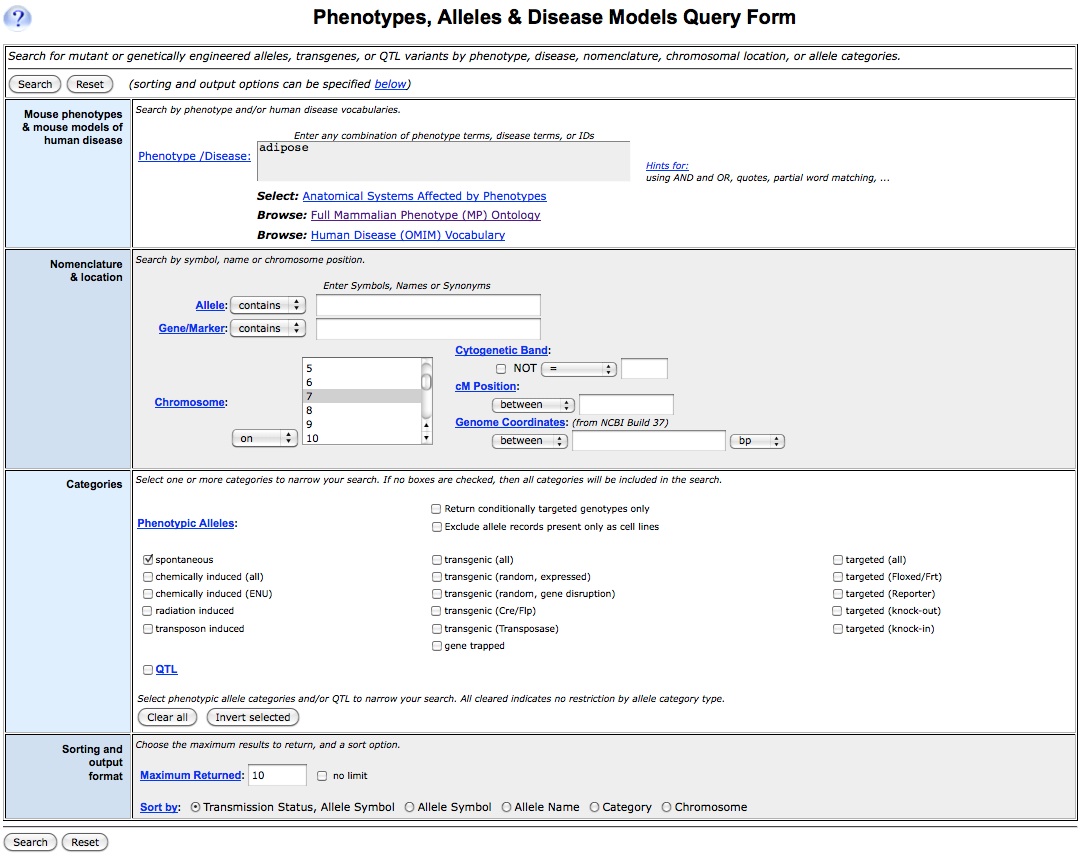 ?
Phenotypes, Alleles & Disease Models Query Form
Search for mutant or genetically engineered alleles, transgenes, or QTL variants by phenotype, disease, nomenclature, chromosomal location, or allele categories.
Search Reset (sorting and output options can be specified below)
Mouse phenotypes
& mouse models of
human disease
Search by phenotype and/or human disease vocabularies.
Enter any combination of phenotype terms, disease terms, or IDs
Phenotype /Disease: adipose
Hints for:
using AND and OR, quotes, partial word matching, ...
Select: Anatomical Systems Affected by Phenotypes
Browse: Full Mammalian Phenotype (MP) Ontology
Browse: Human Disease (OMIM) Vocabulary
Nomenclature
& location
Search by symbol, name or chromosome position.
Enter Symbols, Names or Synonyms
Allele: contains
Gene/Marker: contains
Chromosome: on
5
6
7
8
9
10
Cytogenetic Band:
NOT =
cM Position:
between
Genome Coordinates: (from NCBI Build 37)
between bp
Categories
Select one or more categories to narrow your search. If no boxes are checked, then all categories will be included in the search.
Phenotypic Alleles:
Return conditionally targeted genotypes only
Exclude allele records present only as cell lines
spontaneous transgenic (all) targeted (all)
chemically induced (all) transgenic (random, expressed) targeted (Floxed/Frt)
chemically induced (ENU) transgenic (random, gene disruption) targeted (Reporter)
radiation induced transgenic (Cre/Flp) targeted (knock-out)
transposon induced transgenic (Transposase) targeted (knock-in)
gene trapped
QTL
Select phenotypic allele categories and/or QTL to narrow your search. All cleared indicates no restriction by allele category type.
Clear all Invert selected
Sorting and
output
format
Choose the maximum results to return, and a sort option.
Maximum Returned: 10 no limit
Sort by: Transmission Status, Allele Symbol Allele Symbol Allele Name Category Chromosome
Search Reset